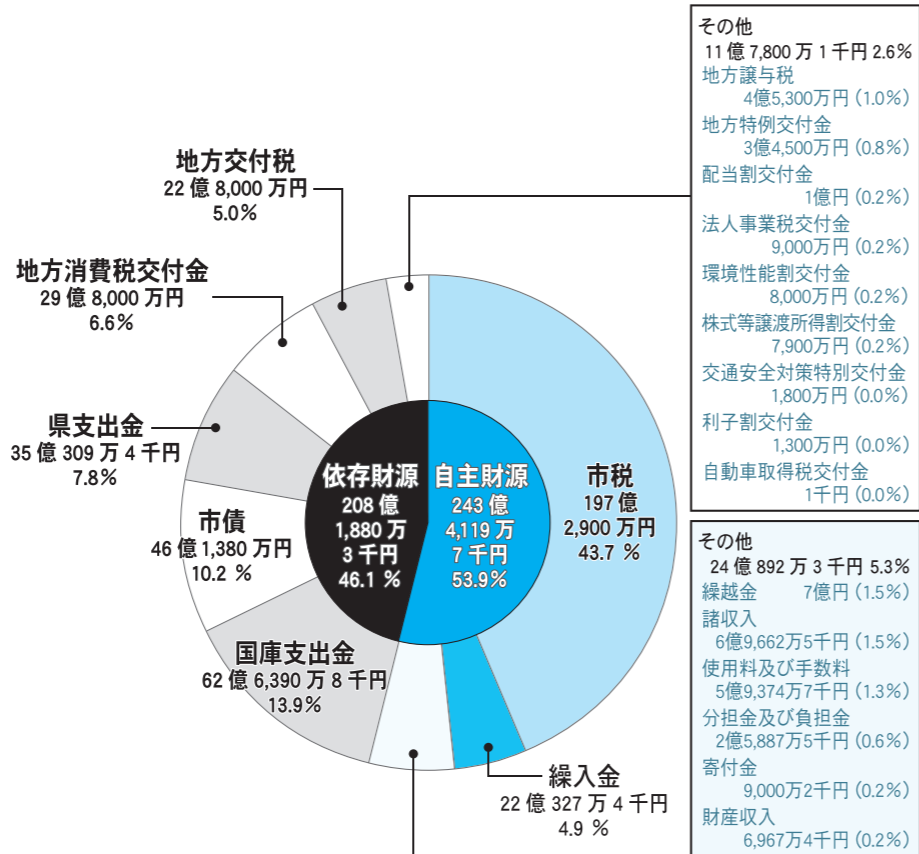 その他
11億7,800万1千円 2.6%
地方譲与税
4億5,300万円(1.0%)
地方特例交付金
3億4,500万円(0.8%)
配当割交付金
1億円(0.2%)
法人事業税交付金
9,000万円(0.2%)
環境性能割交付金
8,000万円(0.2%)
株式等譲渡所得割交付金
7,900万円(0.2%)
交通安全対策特別交付金
1,800万円(0.0%)
利子割交付金
1,300万円(0.0%)
自動車取得税交付金
1千円(0.0%)
地方交付税
22億8,000万円
5.0%
地方消費税交付金
29億8,000万円
6.6%
県支出金
35億309万4千円
7.8%
市債
46億1,380万円
10.2 %
国庫支出金
62億6,390万8千円
13.9%
依存財源
208億
1,880万
3千円
46.1 %
自主財源
243億
4,119万
7千円
53.9%
市税
197億
2,900万円
43.7 %
繰入金
22億327万4千円
4.9 %
その他
24億892万3千円 5.3%
繰越金 7億円(1.5%)
諸収入
6億9,662万5千円(1.5%)
使用料及び手数料
5億9,374万7千円(1.3%)
分担金及び負担金
2億5,887万5千円(0.6%)
寄付金
9,000万2千円(0.2%)
財産収入
6,967万4千円(0.2%)